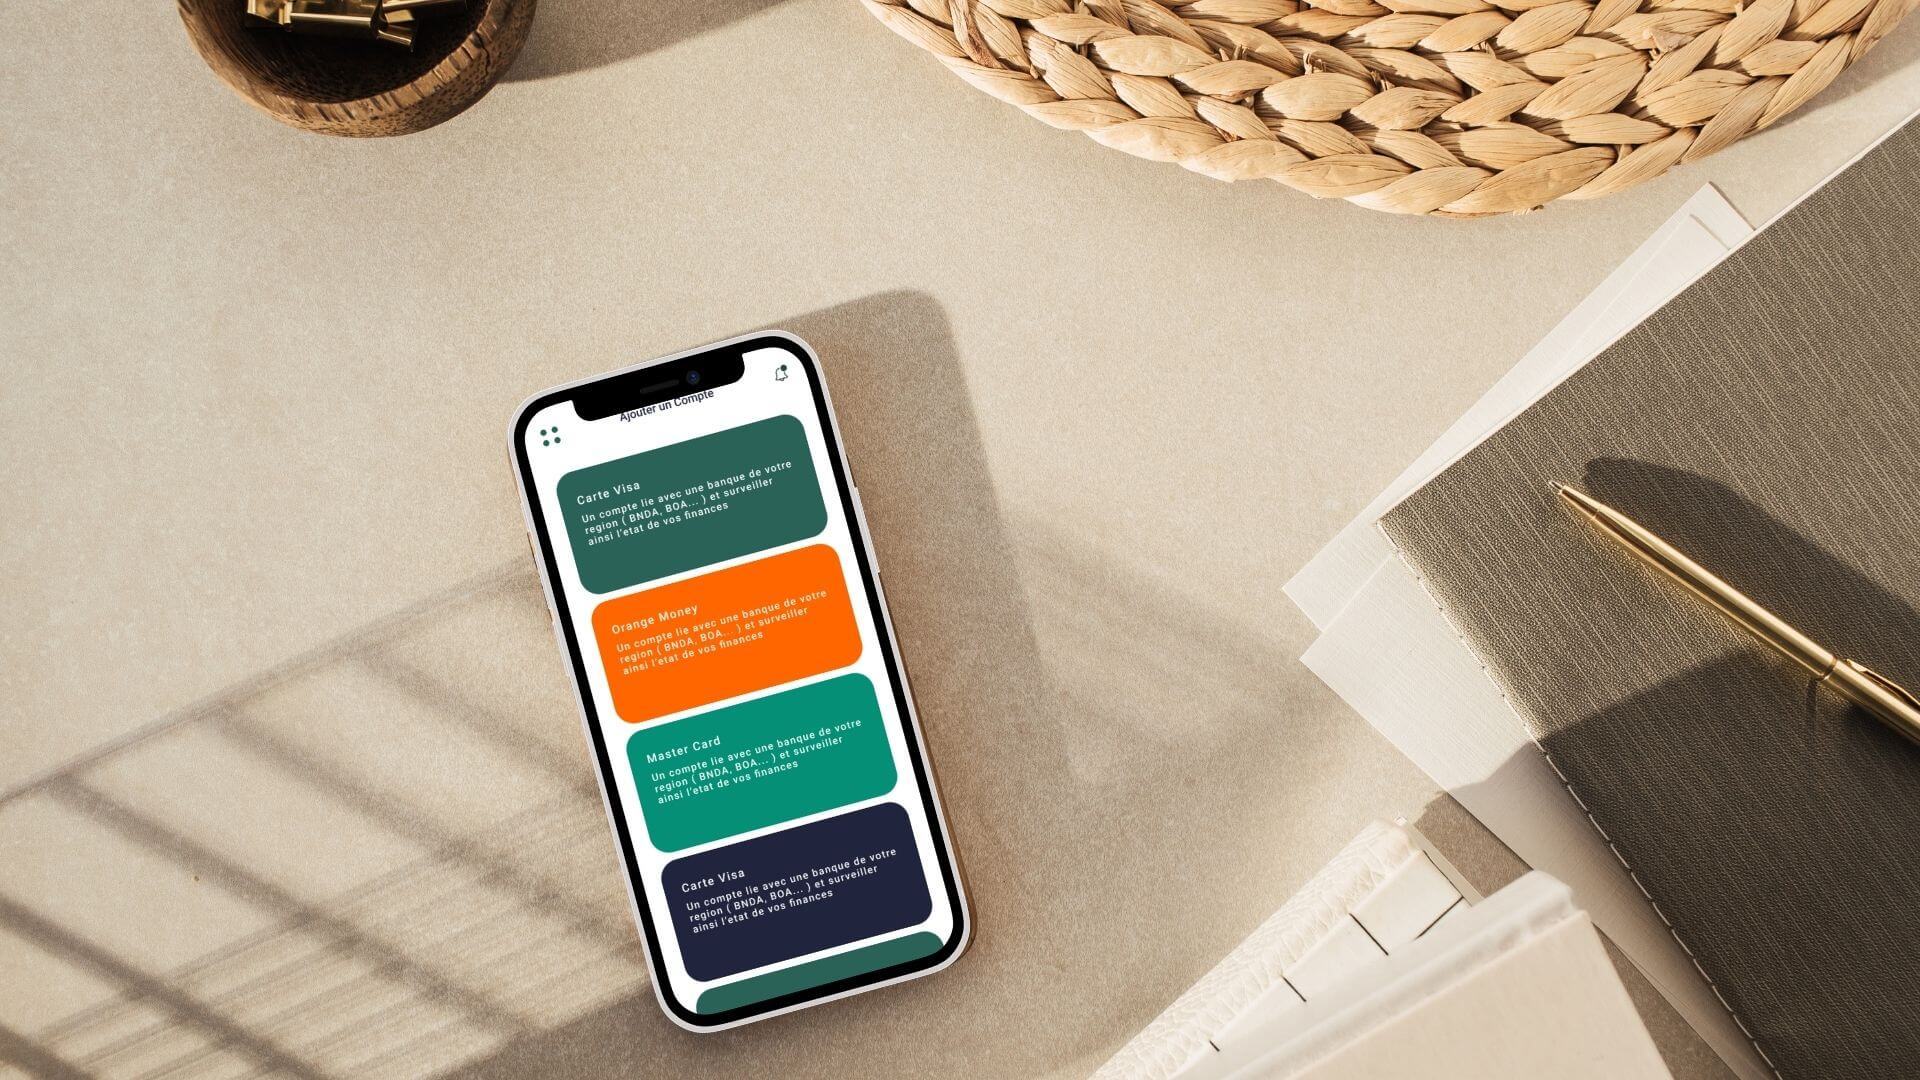 Ajouter un Compte
Carte Visa
Un compte lie avec une banque de votre
region ( BNDA, BOA... ) et surveiller
ainsi l'etat de vos finances
Orange Money
Un compte lie avec une banque de votre
region ( BNDA, BOA... ) et surveiller
ainsi l'etat de vos finances
Master Card
Un compte lie avec une banque de votre
region ( BNDA, BOA... ) et surveiller
ainsi l'etat de vos finances
Carte Visa
Un compte lie avec une banque de votre
region ( BNDA, BOA... ) et surveiller
ainsi l'etat de vos finances